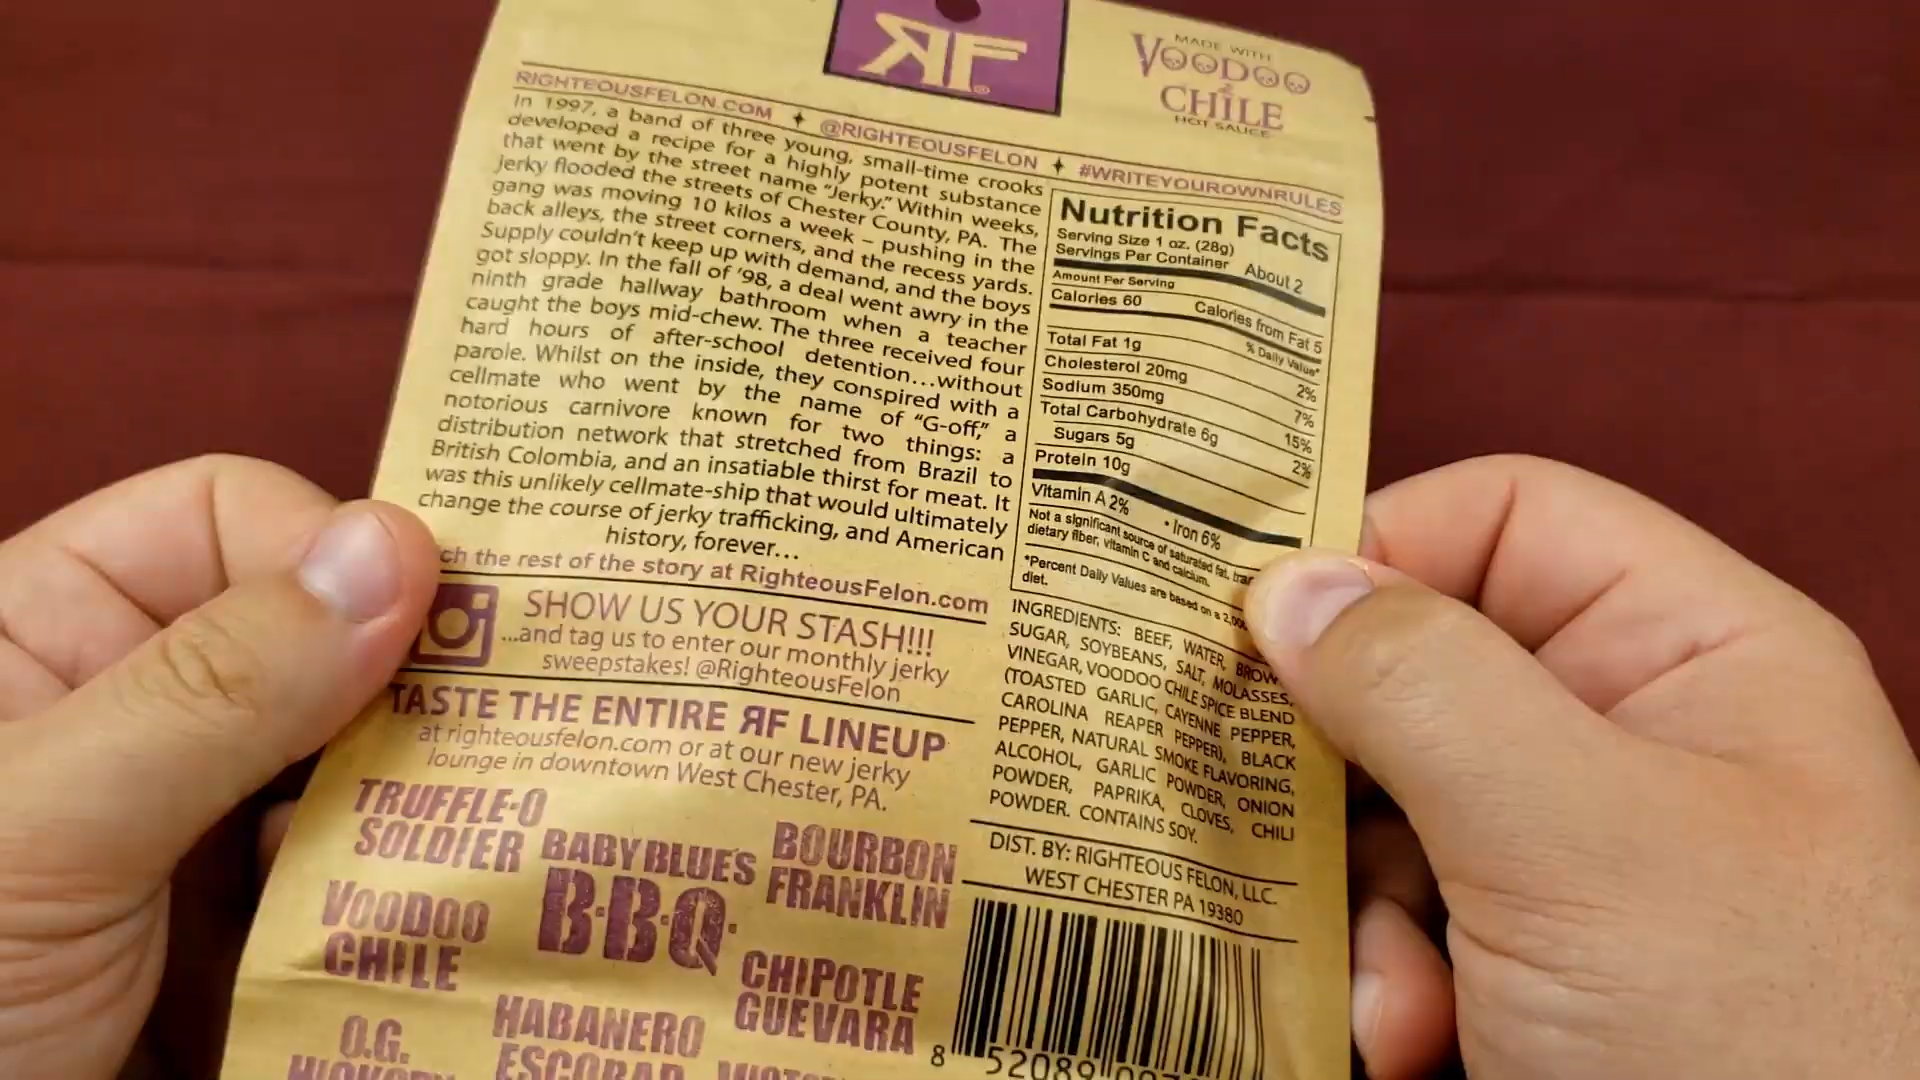 RF®
MADE WITH
VOODOO
CHILE
HOT SAUCE
RIGHTEOUSFELON.COM ✦ @RIGHTEOUSFELON ✦ #WRITEYOUROWNRULES
In 1997, a band of three young, small-time crooks
developed a recipe for a highly potent substance
that went by the street name "Jerky." Within weeks,
jerky flooded the streets of Chester County, PA. The
gang was moving 10 kilos a week – pushing in the
back alleys, the street corners, and the recess yards.
Supply couldn't keep up with demand, and the boys
got sloppy. In the fall of '98, a deal went awry in the
ninth grade hallway bathroom when a teacher
caught the boys mid-chew. The three received four
hard hours of after-school detention...without
parole. Whilst on the inside, they conspired with a
cellmate who went by the name of "G-off," a
notorious carnivore known for two things: a
distribution network that stretched from Brazil to
British Colombia, and an insatiable thirst for meat. It
was this unlikely cellmate-ship that would ultimately
change the course of jerky trafficking, and American
history, forever...
ch the rest of the story at RighteousFelon.com
SHOW US YOUR STASH!!!
...and tag us to enter our monthly jerky
sweepstakes! @RighteousFelon
TASTE THE ENTIRE RF LINEUP
at righteousfelon.com or at our new jerky
lounge in downtown West Chester, PA.
TRUFFLE-O
SOLDIER
BABY BLUE'S
B·B·Q·
BOURBON
FRANKLIN
VOODOO
CHILE
CHIPOTLE
GUEVARA
O.G.
HICKORY
HABANERO
ESCOBAR
Nutrition Facts
Serving Size 1 oz. (28g)
Servings Per Container About 2
Amount Per Serving
Calories 60 Calories from Fat 5
% Daily Value*
Total Fat 1g 2%
Cholesterol 20mg 7%
Sodium 350mg 15%
Total Carbohydrate 6g 2%
Sugars 5g
Protein 10g
Vitamin A 2% • Iron 6%
Not a significant source of saturated fat, tran
dietary fiber, vitamin C and calcium.
*Percent Daily Values are based on a 2,00
diet.
INGREDIENTS: BEEF, WATER, BROWN
SUGAR, SOYBEANS, SALT, MOLASSES,
VINEGAR, VOODOO CHILE SPICE BLEND
(TOASTED GARLIC, CAYENNE PEPPER,
CAROLINA REAPER PEPPER), BLACK
PEPPER, NATURAL SMOKE FLAVORING,
ALCOHOL, GARLIC POWDER, ONION
POWDER, PAPRIKA, CLOVES, CHILI
POWDER. CONTAINS SOY.
DIST. BY: RIGHTEOUS FELON, LLC.
WEST CHESTER PA 19380
8 52089 00